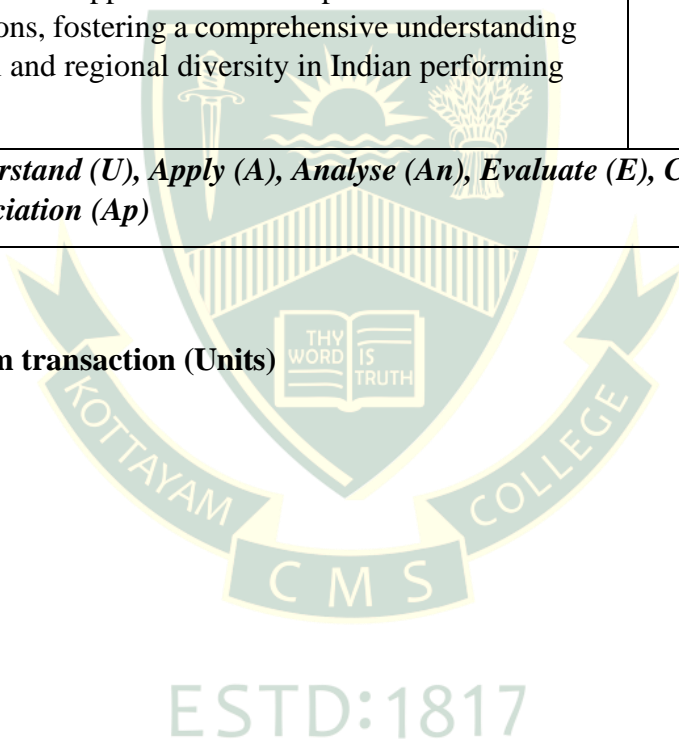 ons, fostering a comprehensive understanding
and regional diversity in Indian performing
rstand (U), Apply (A), Analyse (An), Evaluate (E), C
ciation (Ap)
m transaction (Units)
THY
WORD IS
TRUTH
KOTTAYAM
COLLEGE
CMS
ESTD:1817